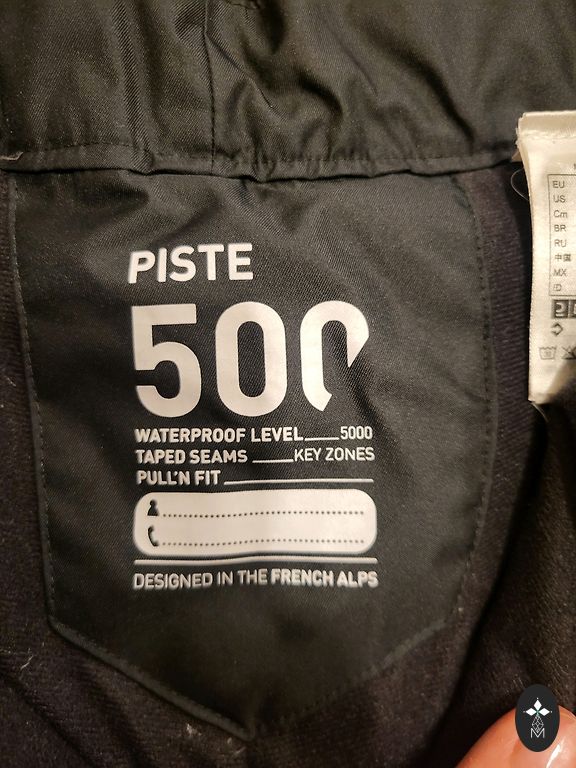 PISTE
500
WATERPROOF LEVEL 5000
TAPED SEAMS KEY ZONES
PULL'N FIT
DESIGNED IN THE FRENCH ALPS
EU
US
Cm
BR
RU
中国
MX
ID
M